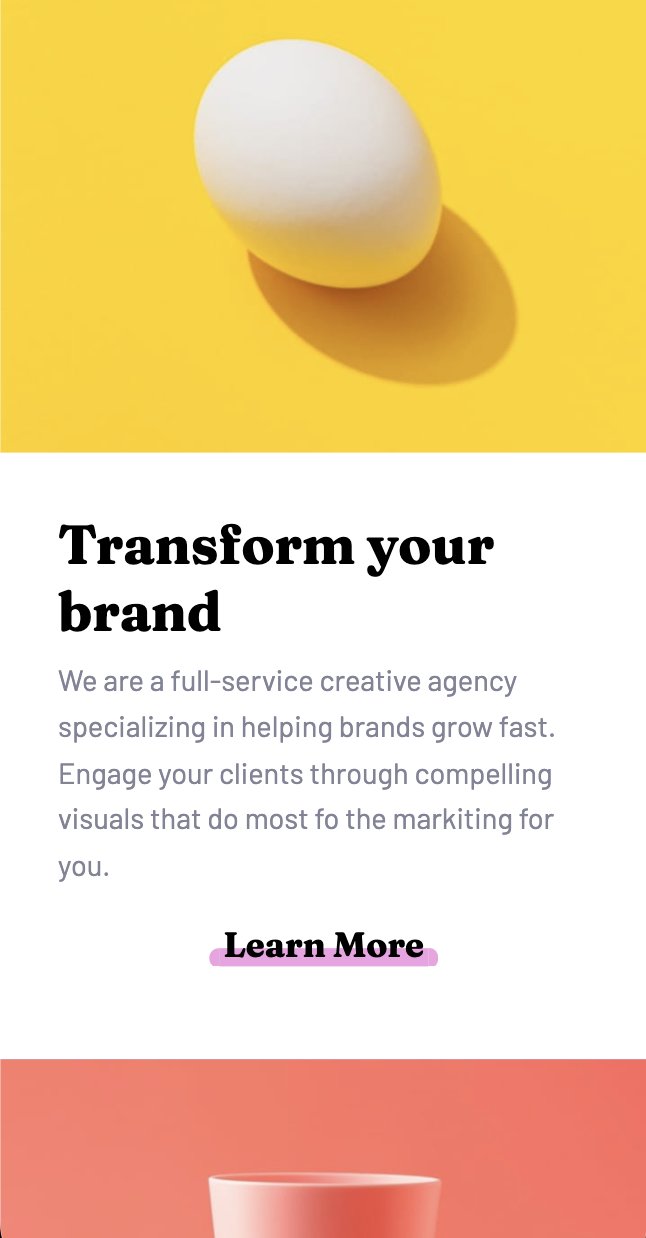 Transform your
brand
We are a full-service creative agency
specializing in helping brands grow fast.
Engage your clients through compelling
visuals that do most fo the markiting for
you.
Learn More